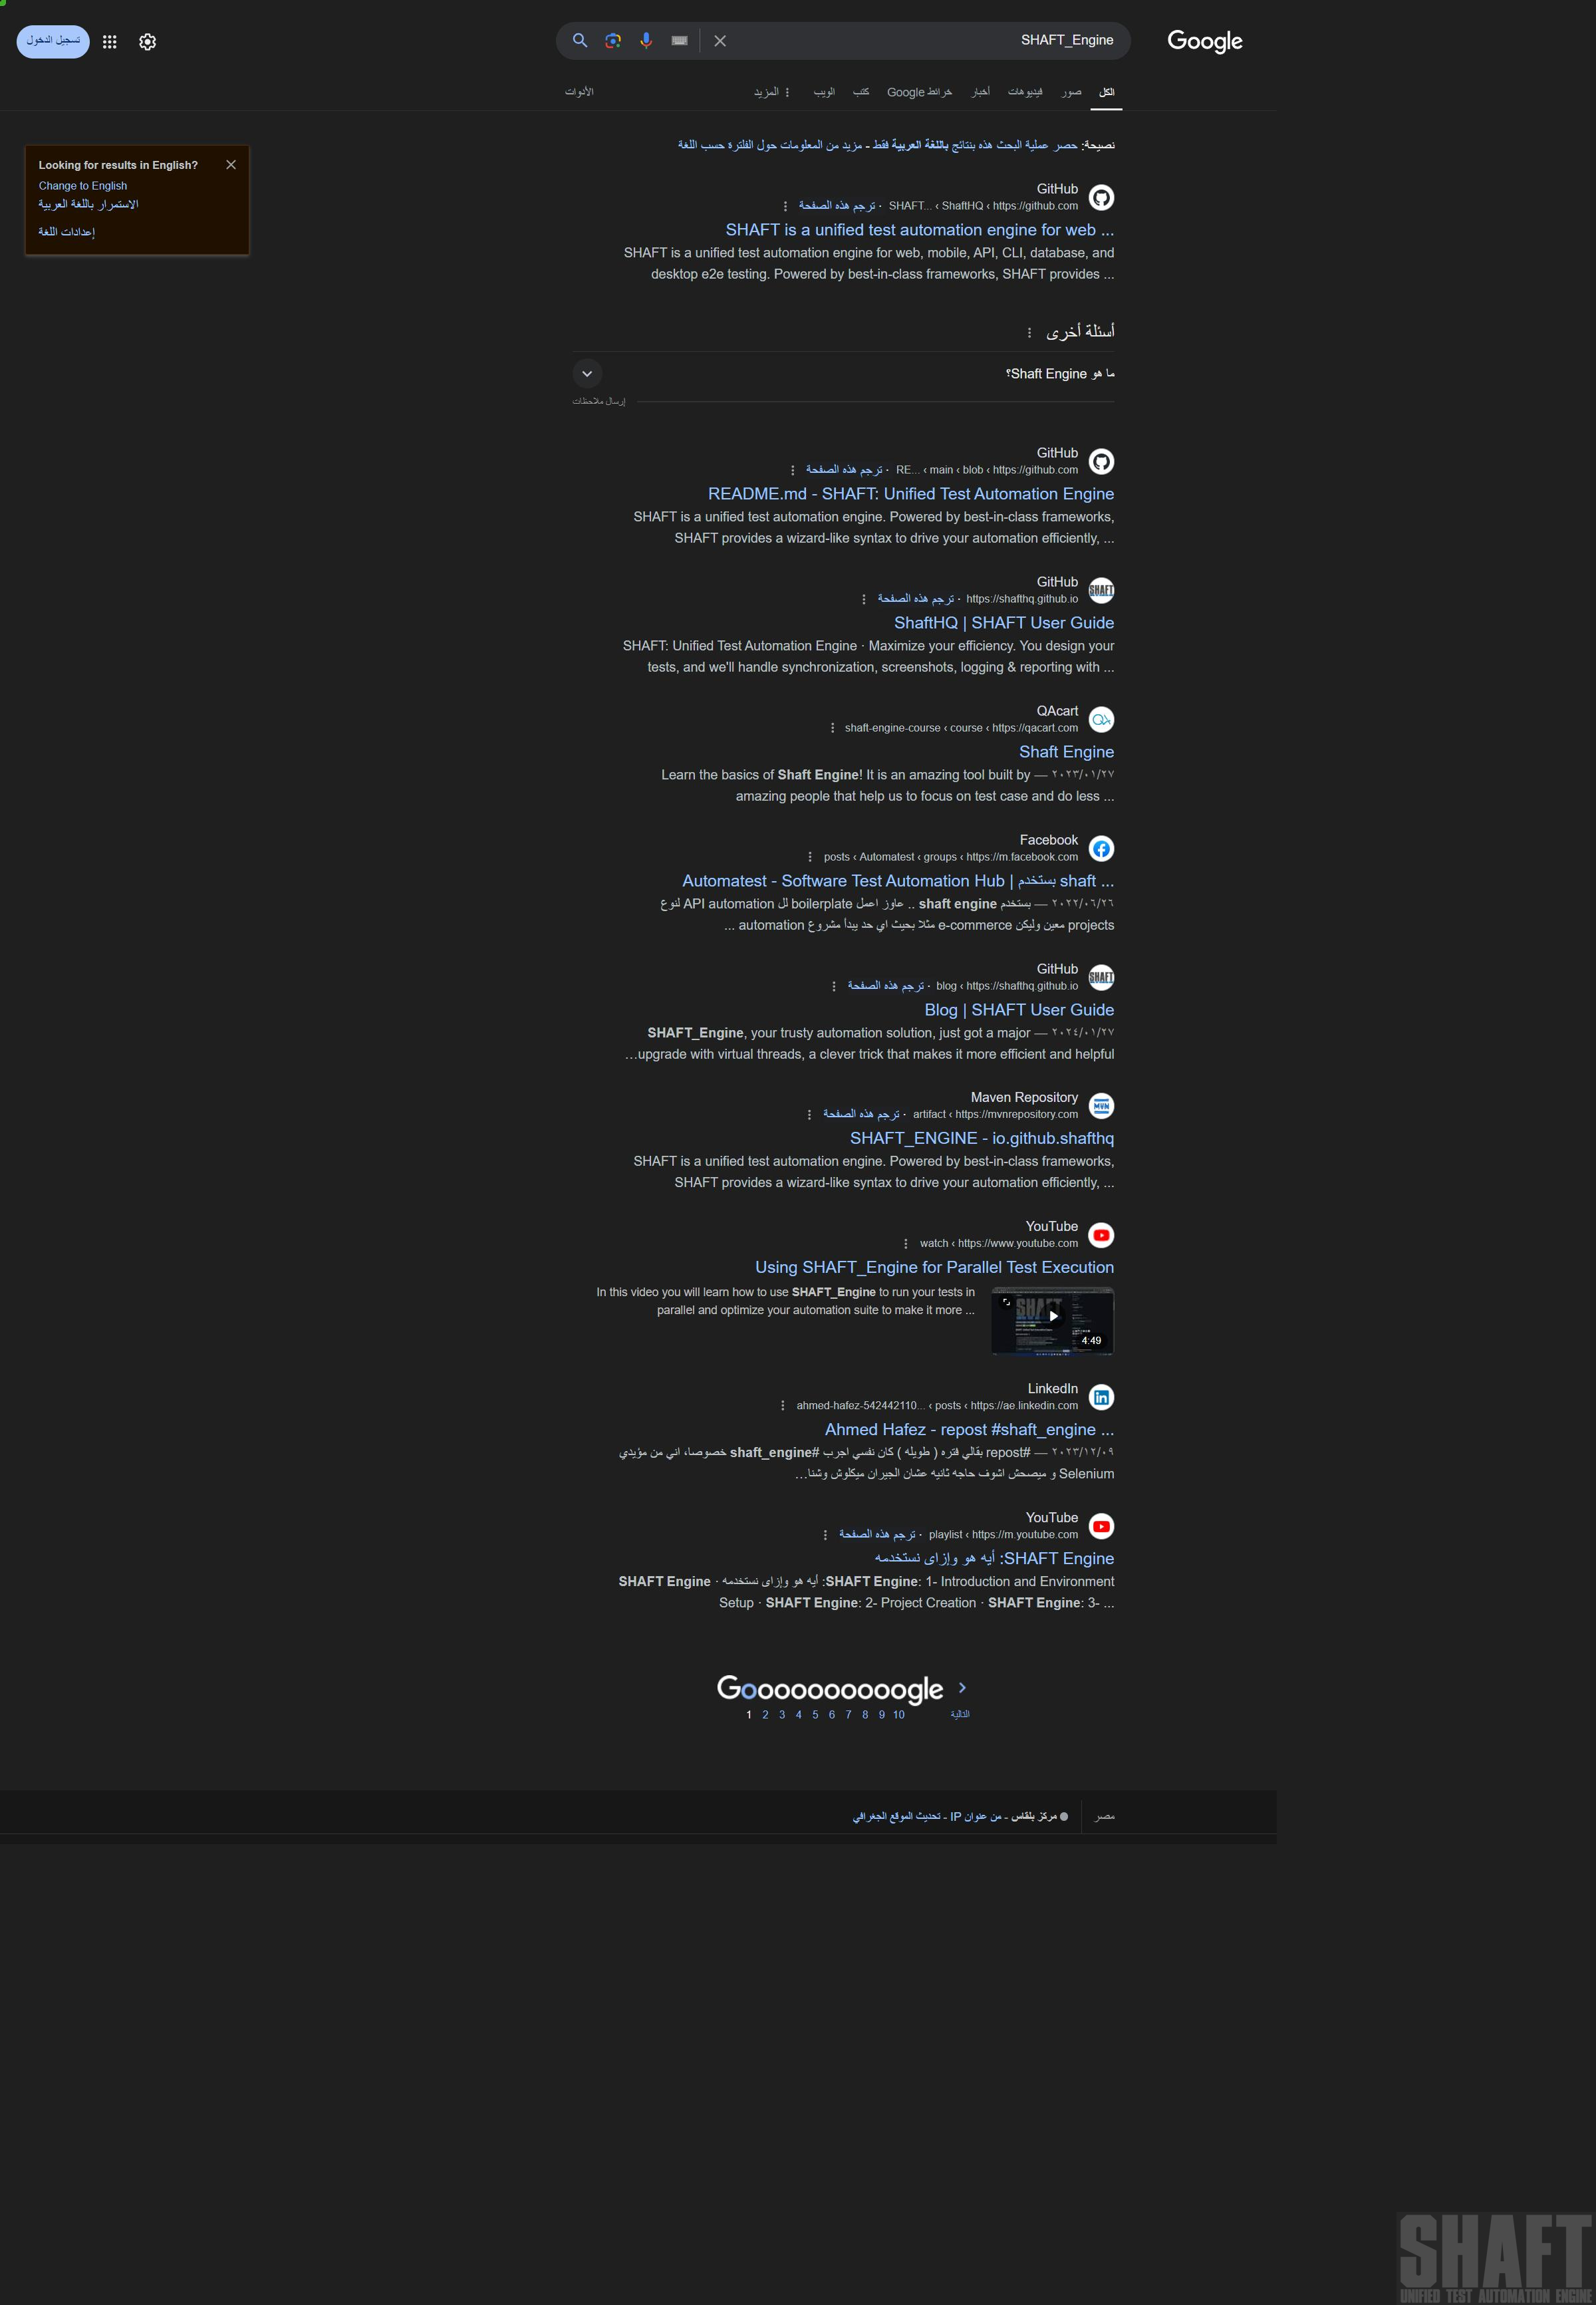 Google
SHAFT_Engine
تسجيل الدخول
الكل
صور
فيديوهات
أخبار
خرائط Google
كتب
الويب
المزيد
الأدوات
Looking for results in English?
Change to English
الاستمرار باللغة العربية
إعدادات اللغة
نصيحة: حصر عملية البحث هذه بنتائج باللغة العربية فقط - مزيد من المعلومات حول الفلترة حسب اللغة
GitHub
https://github.com › ShaftHQ › SHAFT... · ترجم هذه الصفحة
SHAFT is a unified test automation engine for web ...
SHAFT is a unified test automation engine for web, mobile, API, CLI, database, and
desktop e2e testing. Powered by best-in-class frameworks, SHAFT provides ...
أسئلة أخرى
ما هو Shaft Engine؟
إرسال ملاحظات
GitHub
https://github.com › blob › main › RE... · ترجم هذه الصفحة
README.md - SHAFT: Unified Test Automation Engine
SHAFT is a unified test automation engine. Powered by best-in-class frameworks,
SHAFT provides a wizard-like syntax to drive your automation efficiently, ...
GitHub
https://shafthq.github.io · ترجم هذه الصفحة
ShaftHQ | SHAFT User Guide
SHAFT: Unified Test Automation Engine · Maximize your efficiency. You design your
tests, and we'll handle synchronization, screenshots, logging & reporting with ...
QAcart
https://qacart.com › course › shaft-engine-course
Shaft Engine
٢٠٢٣/٠١/٢٧ — Learn the basics of Shaft Engine! It is an amazing tool built by
amazing people that help us to focus on test case and do less ...
Facebook
https://m.facebook.com › groups › Automatest › posts
Automatest - Software Test Automation Hub | بستخدم shaft ...
٢٠٢٢/٠٦/٢٦ — بستخدم shaft engine .. عاوز اعمل boilerplate لل API automation لنوع
projects معين وليكن e-commerce مثلا بحيث اي حد يبدأ مشروع automation ...
GitHub
https://shafthq.github.io › blog · ترجم هذه الصفحة
Blog | SHAFT User Guide
٢٠٢٤/٠١/٢٧ — SHAFT_Engine, your trusty automation solution, just got a major
upgrade with virtual threads, a clever trick that makes it more efficient and helpful...
Maven Repository
https://mvnrepository.com › artifact · ترجم هذه الصفحة
SHAFT_ENGINE - io.github.shafthq
SHAFT is a unified test automation engine. Powered by best-in-class frameworks,
SHAFT provides a wizard-like syntax to drive your automation efficiently, ...
YouTube
https://www.youtube.com › watch
Using SHAFT_Engine for Parallel Test Execution
In this video you will learn how to use SHAFT_Engine to run your tests in
parallel and optimize your automation suite to make it more ...
4:49
LinkedIn
https://ae.linkedin.com › posts › ahmed-hafez-542442110...
Ahmed Hafez - repost #shaft_engine ...
٢٠٢٣/١٢/٠٩ — #repost بقالي فتره ( طويله ) كان نفسي اجرب #shaft_engine خصوصا، اني من مؤيدي
Selenium و ميصحش اشوف حاجه ثانيه عشان الجيران ميكلوش وشنا...
YouTube
https://m.youtube.com › playlist · ترجم هذه الصفحة
SHAFT Engine: أيه هو وإزاى نستخدمه
SHAFT Engine: أيه هو وإزاى نستخدمه · SHAFT Engine: 1- Introduction and Environment
Setup · SHAFT Engine: 2- Project Creation · SHAFT Engine: 3- ...
Goooooooooogle
1 2 3 4 5 6 7 8 9 10 التالية
مصر
مركز بلقاس - من عنوان IP - تحديث الموقع الجغرافي
SHAFT
UNIFIED TEST AUTOMATION ENGINE